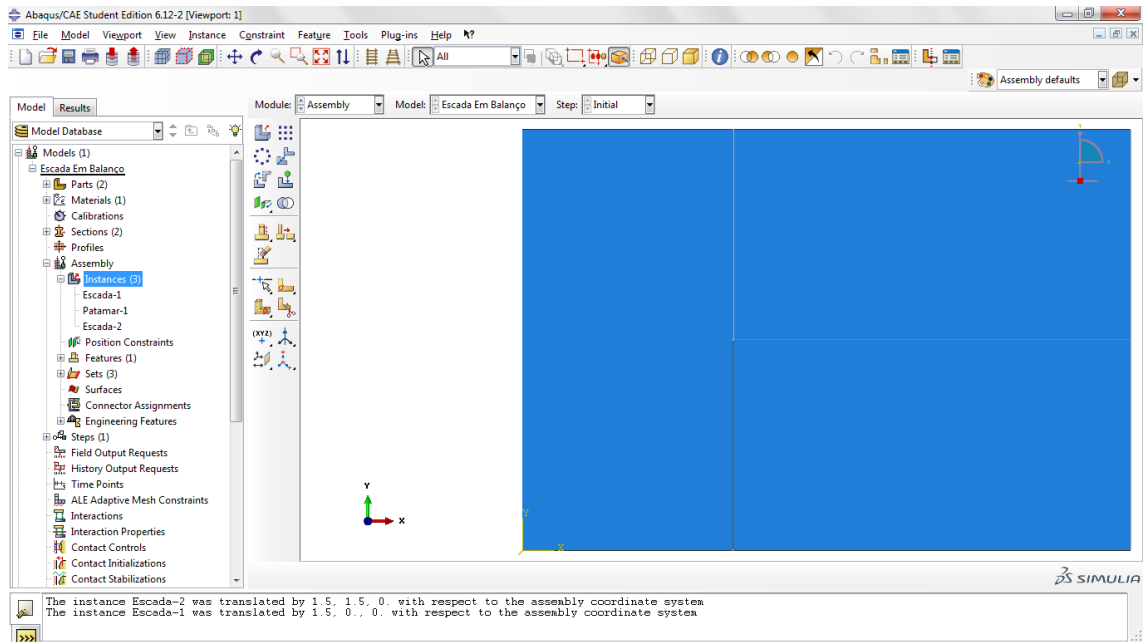 Abaqus/CAE Student Edition 6.12-2 [Viewport: 1]
File Model Viewport View Instance Constraint Feature Tools Plug-ins Help
All
Assembly defaults
Model Results
Module: Assembly Model: Escada Em Balanço Step: Initial
Model Database
Models (1)
Escada Em Balanço
Parts (2)
Materials (1)
Calibrations
Sections (2)
Profiles
Assembly
Instances (3)
Escada-1
Patamar-1
Escada-2
Position Constraints
Features (1)
Sets (3)
Surfaces
Connector Assignments
Engineering Features
Steps (1)
Field Output Requests
History Output Requests
Time Points
ALE Adaptive Mesh Constraints
Interactions
Interaction Properties
Contact Controls
Contact Initializations
Contact Stabilizations
(XYZ)
Y
X
Y
X
SIMULIA
The instance Escada-2 was translated by 1.5, 1.5, 0. with respect to the assembly coordinate system
The instance Escada-1 was translated by 1.5, 0., 0. with respect to the assembly coordinate system
>>>